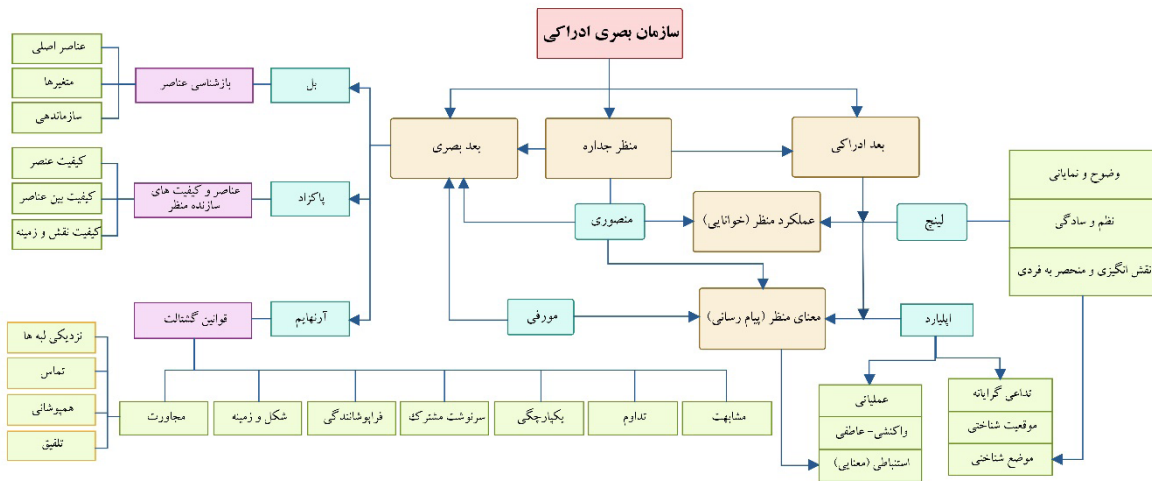 سازمان بصری ادراکی
بعد ادراکی
منظر جداره
بعد بصری
بل
بازشناسی عناصر
عناصر اصلی
متغیرها
سازماندهی
پاکزاد
عناصر و کیفیت های
سازنده منظر
کیفیت عنصر
کیفیت بین عناصر
کیفیت نقش و زمینه
وضوح و نمایانی
نظم و سادگی
نقش انگیزی و منحصر به فردی
لینچ
عملکرد منظر (خوانایی)
منصوری
معنای منظر (پیام رسانی)
مورفی
اپلیارد
آرنهایم
قوانین گشتالت
نزدیکی لبه ها
تماس
همپوشانی
تلفیق
مشابهت
تداوم
یکپارچگی
سرنوشت مشترک
فراپوشانندگی
شکل و زمینه
مجاورت
تداعی گرایانه
موقعیت شناختی
موضع شناختی
عملیاتی
واکنشی- عاطفی
استنباطی (معنایی)